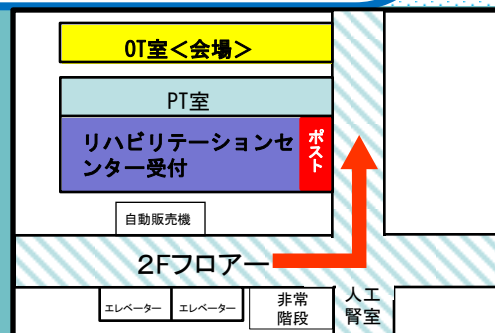 OT室＜会場＞
PT室
リハビリテーションセ
ンター受付
ポスト
自動販売機
2Fフロアー
エレベーター
エレベーター
非常
階段
人工
腎室